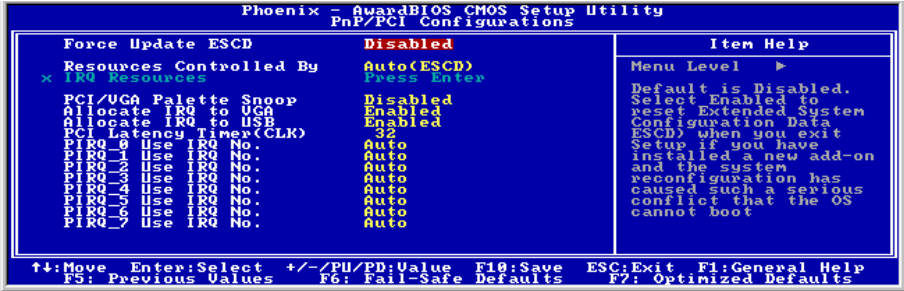 Phoenix - AwardBIOS CMOS Setup Utility
PnP/PCI Configurations
Force Update ESCD Disabled
Resources Controlled By Auto(ESCD)
x IRQ Resources Press Enter
PCI/VGA Palette Snoop Disabled
Allocate IRQ to VGA Enabled
Allocate IRQ to USB Enabled
PCI Latency Timer(CLK) 32
PIRQ_0 Use IRQ No. Auto
PIRQ_1 Use IRQ No. Auto
PIRQ_2 Use IRQ No. Auto
PIRQ_3 Use IRQ No. Auto
PIRQ_4 Use IRQ No. Auto
PIRQ_5 Use IRQ No. Auto
PIRQ_6 Use IRQ No. Auto
PIRQ_7 Use IRQ No. Auto
Item Help
Menu Level ►
Default is Disabled.
Select Enabled to
reset Extended System
Configuration Data
ESCD) when you exit
Setup if you have
installed a new add-on
and the system
reconfiguration has
caused such a serious
conflict that the OS
cannot boot
↑↓:Move Enter:Select +/-/PU/PD:Value F10:Save ESC:Exit F1:General Help
F5: Previous Values F6: Fail-Safe Defaults F7: Optimized Defaults